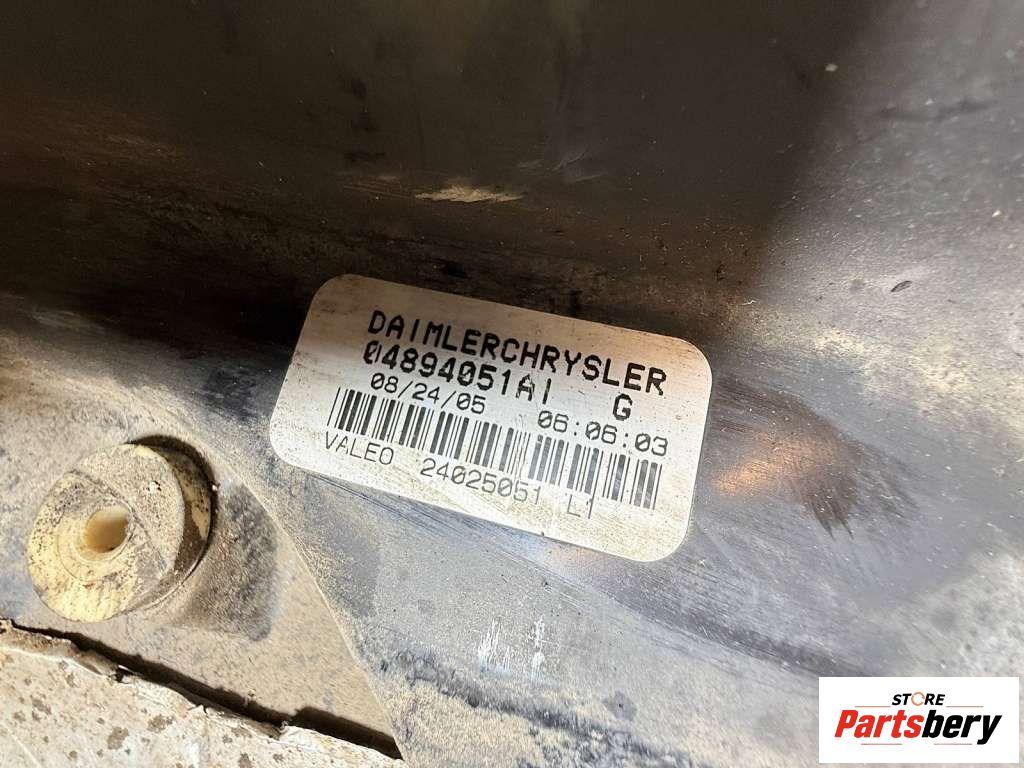 DAIMLERCHRYSLER
04894051AI G
08/24/05 06:06:03
VALEO 24025051 L1
STORE
Partsbery